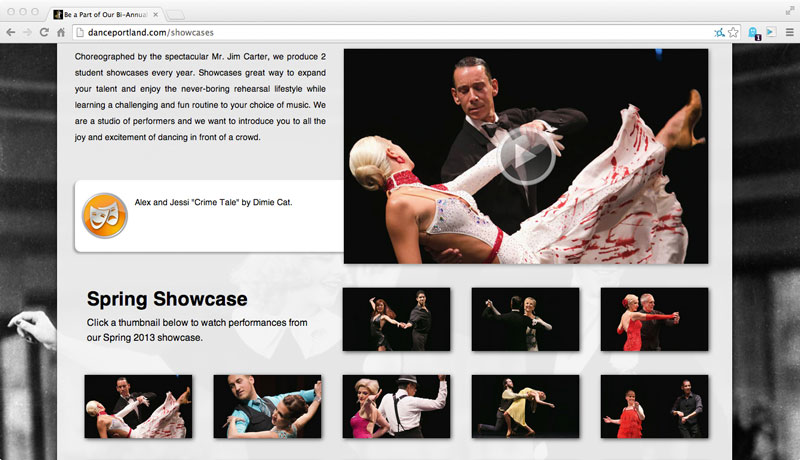 Be a Part of Our Bi-Annual
danceportland.com/showcases
1
Choreographed by the spectacular Mr. Jim Carter, we produce 2
student showcases every year. Showcases great way to expand
your talent and enjoy the never-boring rehearsal lifestyle while
learning a challenging and fun routine to your choice of music. We
are a studio of performers and we want to introduce you to all the
joy and excitement of dancing in front of a crowd.
Alex and Jessi "Crime Tale" by Dimie Cat.
Spring Showcase
Click a thumbnail below to watch performances from
our Spring 2013 showcase.